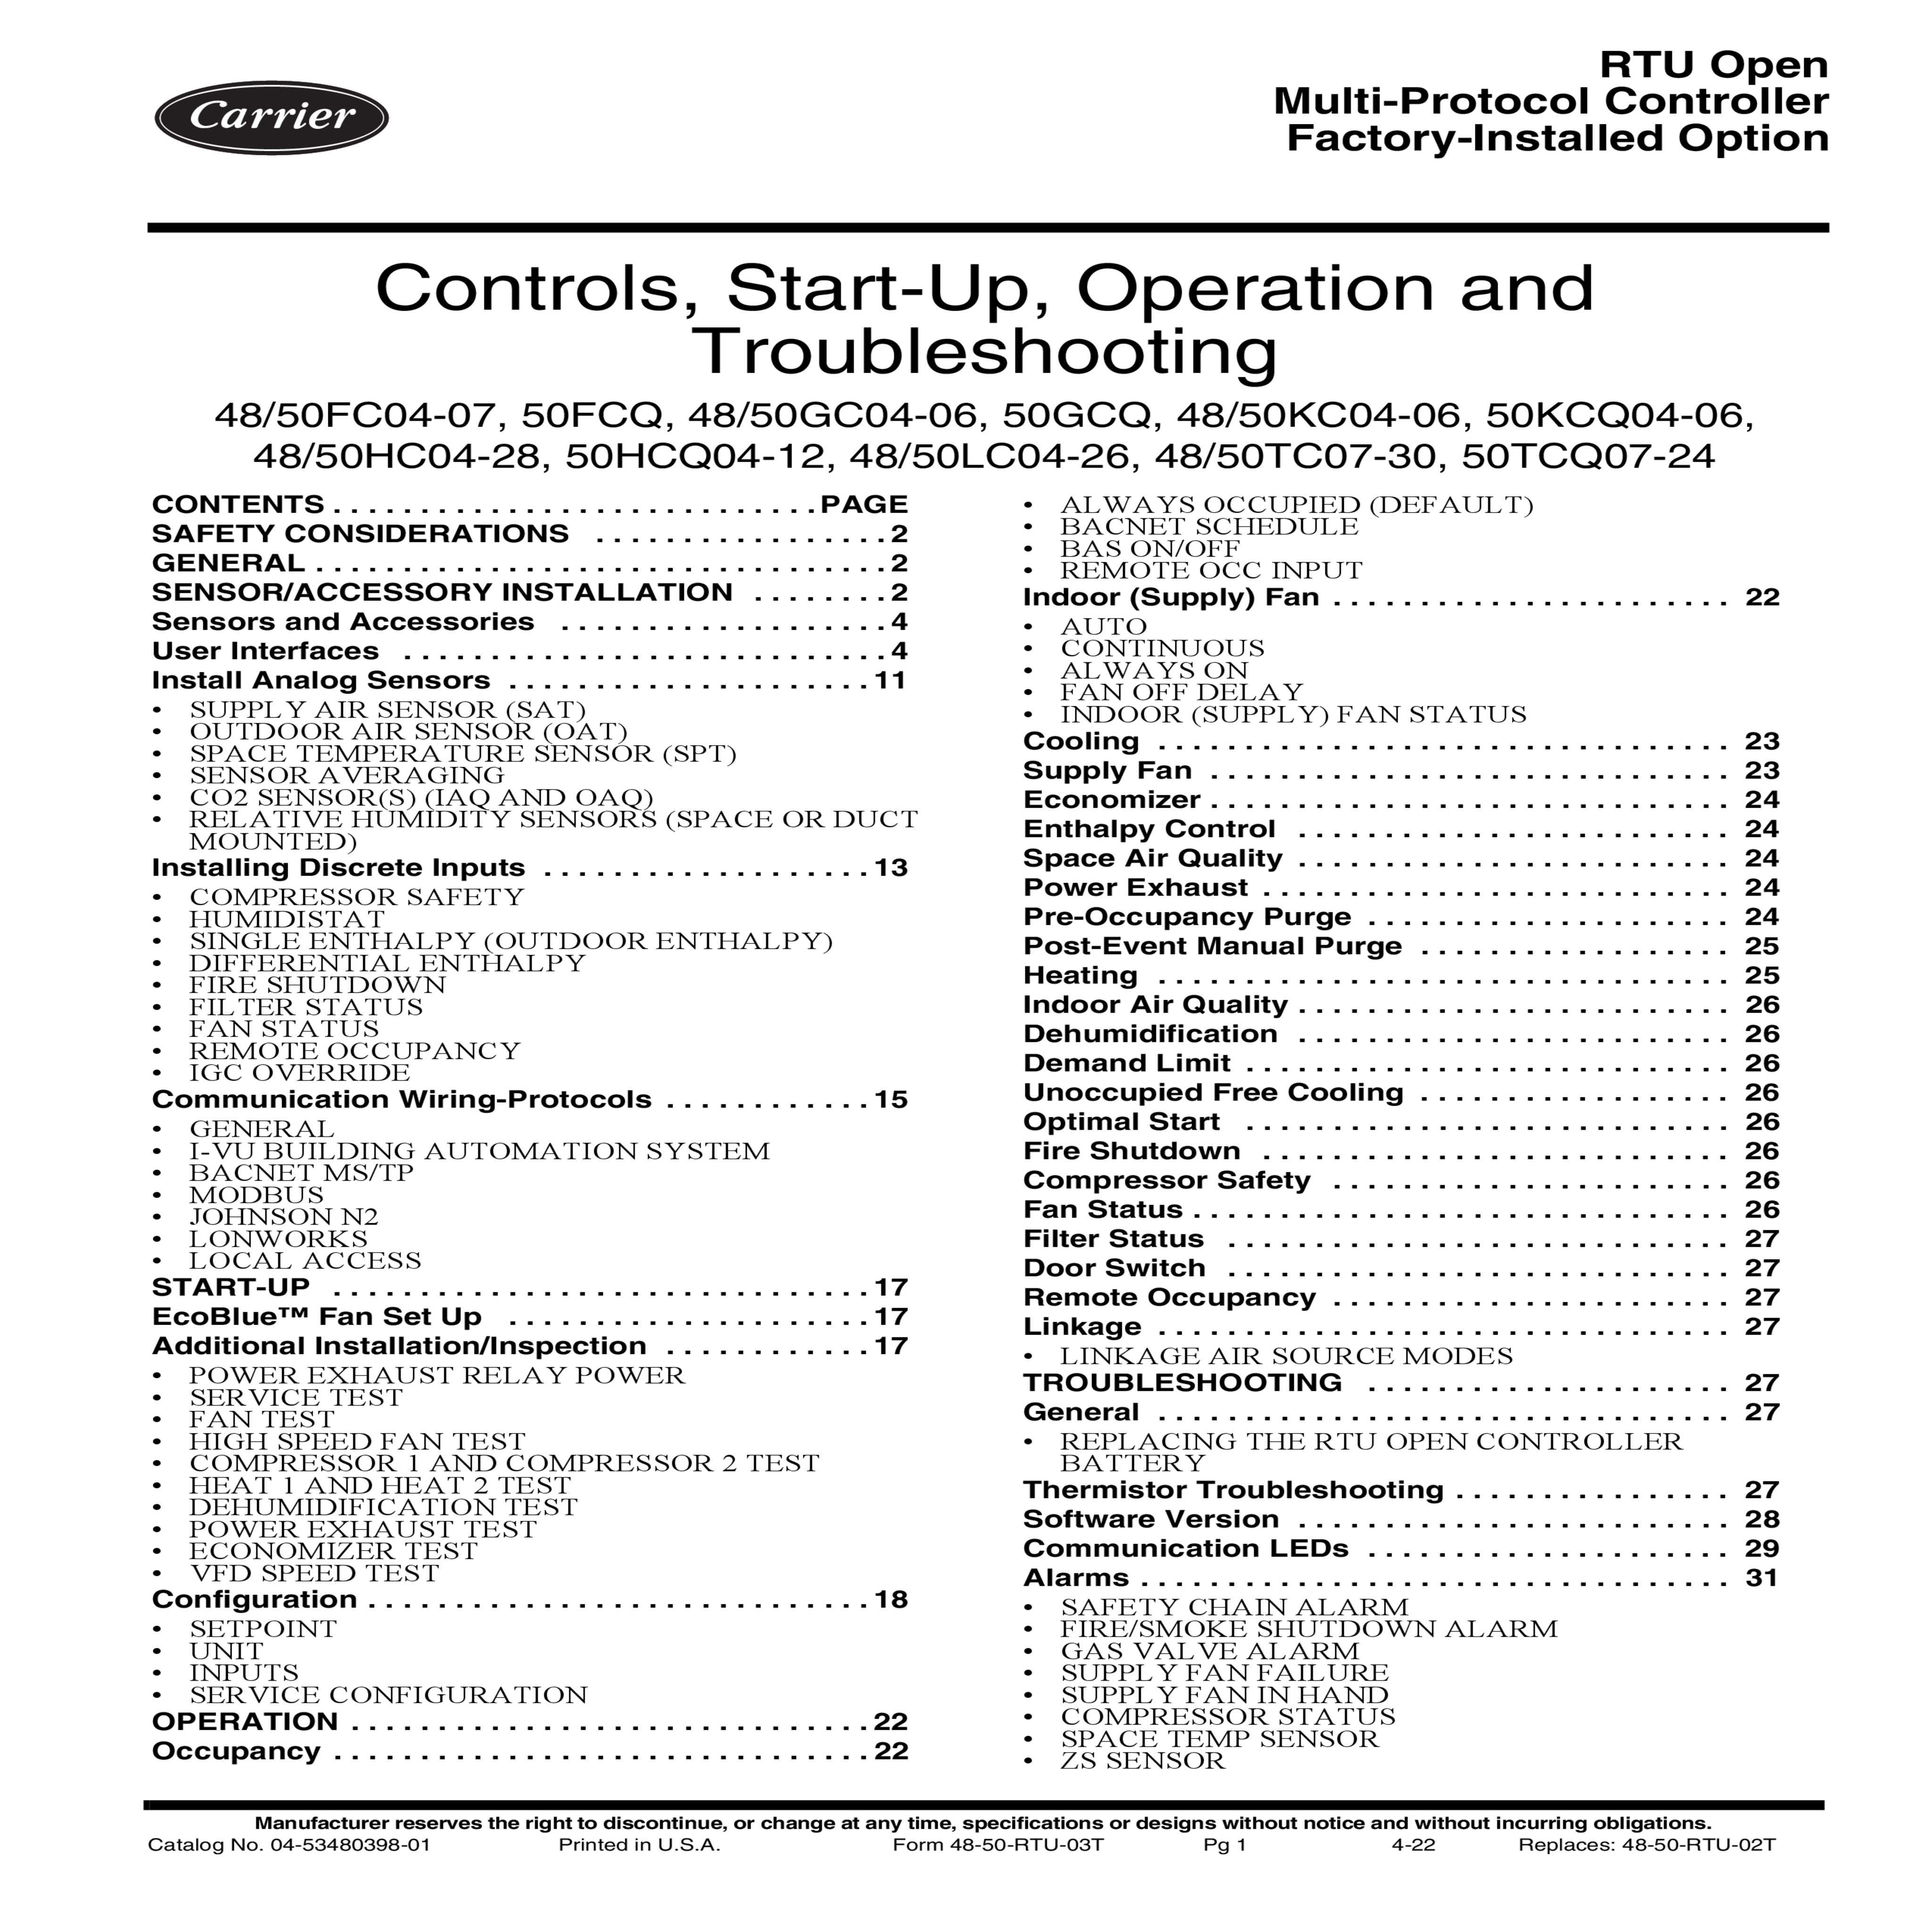 Carrier
RTU Open
Multi-Protocol Controller
Factory-Installed Option
Controls, Start-Up, Operation and
Troubleshooting
48/50FC04-07, 50FCQ, 48/50GC04-06, 50GCQ, 48/50KC04-06, 50KCQ04-06,
48/50HC04-28, 50HCQ04-12, 48/50LC04-26, 48/50TC07-30, 50TCQ07-24
CONTENTS . . . . . . . . . . . . . . . . . . . . . . . . . . . . PAGE
SAFETY CONSIDERATIONS . . . . . . . . . . . . . . . . . 2
GENERAL . . . . . . . . . . . . . . . . . . . . . . . . . . . . . . . . . 2
SENSOR/ACCESSORY INSTALLATION . . . . . . . . 2
Sensors and Accessories . . . . . . . . . . . . . . . . . . . 4
User Interfaces . . . . . . . . . . . . . . . . . . . . . . . . . . . . 4
Install Analog Sensors . . . . . . . . . . . . . . . . . . . . . 11
• SUPPLY AIR SENSOR (SAT)
• OUTDOOR AIR SENSOR (OAT)
• SPACE TEMPERATURE SENSOR (SPT)
• SENSOR AVERAGING
• CO2 SENSOR(S) (IAQ AND OAQ)
• RELATIVE HUMIDITY SENSORS (SPACE OR DUCT
MOUNTED)
Installing Discrete Inputs . . . . . . . . . . . . . . . . . . . 13
• COMPRESSOR SAFETY
• HUMIDISTAT
• SINGLE ENTHALPY (OUTDOOR ENTHALPY)
• DIFFERENTIAL ENTHALPY
• FIRE SHUTDOWN
• FILTER STATUS
• FAN STATUS
• REMOTE OCCUPANCY
• IGC OVERRIDE
Communication Wiring-Protocols . . . . . . . . . . . . 15
• GENERAL
• I-VU BUILDING AUTOMATION SYSTEM
• BACNET MS/TP
• MODBUS
• JOHNSON N2
• LONWORKS
• LOCAL ACCESS
START-UP . . . . . . . . . . . . . . . . . . . . . . . . . . . . . . . 17
EcoBlue™ Fan Set Up . . . . . . . . . . . . . . . . . . . . . 17
Additional Installation/Inspection . . . . . . . . . . . . 17
• POWER EXHAUST RELAY POWER
• SERVICE TEST
• FAN TEST
• HIGH SPEED FAN TEST
• COMPRESSOR 1 AND COMPRESSOR 2 TEST
• HEAT 1 AND HEAT 2 TEST
• DEHUMIDIFICATION TEST
• POWER EXHAUST TEST
• ECONOMIZER TEST
• VFD SPEED TEST
Configuration . . . . . . . . . . . . . . . . . . . . . . . . . . . . . 18
• SETPOINT
• UNIT
• INPUTS
• SERVICE CONFIGURATION
OPERATION . . . . . . . . . . . . . . . . . . . . . . . . . . . . . . 22
Occupancy . . . . . . . . . . . . . . . . . . . . . . . . . . . . . . . 22
• ALWAYS OCCUPIED (DEFAULT)
• BACNET SCHEDULE
• BAS ON/OFF
• REMOTE OCC INPUT
Indoor (Supply) Fan . . . . . . . . . . . . . . . . . . . . . . . 22
• AUTO
• CONTINUOUS
• ALWAYS ON
• FAN OFF DELAY
• INDOOR (SUPPLY) FAN STATUS
Cooling . . . . . . . . . . . . . . . . . . . . . . . . . . . . . . . . . 23
Supply Fan . . . . . . . . . . . . . . . . . . . . . . . . . . . . . . 23
Economizer . . . . . . . . . . . . . . . . . . . . . . . . . . . . . . 24
Enthalpy Control . . . . . . . . . . . . . . . . . . . . . . . . . 24
Space Air Quality . . . . . . . . . . . . . . . . . . . . . . . . . 24
Power Exhaust . . . . . . . . . . . . . . . . . . . . . . . . . . . 24
Pre-Occupancy Purge . . . . . . . . . . . . . . . . . . . . . 24
Post-Event Manual Purge . . . . . . . . . . . . . . . . . . 25
Heating . . . . . . . . . . . . . . . . . . . . . . . . . . . . . . . . . 25
Indoor Air Quality . . . . . . . . . . . . . . . . . . . . . . . . . 26
Dehumidification . . . . . . . . . . . . . . . . . . . . . . . . . 26
Demand Limit . . . . . . . . . . . . . . . . . . . . . . . . . . . . 26
Unoccupied Free Cooling . . . . . . . . . . . . . . . . . . 26
Optimal Start . . . . . . . . . . . . . . . . . . . . . . . . . . . . 26
Fire Shutdown . . . . . . . . . . . . . . . . . . . . . . . . . . . 26
Compressor Safety . . . . . . . . . . . . . . . . . . . . . . . 26
Fan Status . . . . . . . . . . . . . . . . . . . . . . . . . . . . . . . 26
Filter Status . . . . . . . . . . . . . . . . . . . . . . . . . . . . . 27
Door Switch . . . . . . . . . . . . . . . . . . . . . . . . . . . . . 27
Remote Occupancy . . . . . . . . . . . . . . . . . . . . . . . 27
Linkage . . . . . . . . . . . . . . . . . . . . . . . . . . . . . . . . . 27
• LINKAGE AIR SOURCE MODES
TROUBLESHOOTING . . . . . . . . . . . . . . . . . . . . . 27
General . . . . . . . . . . . . . . . . . . . . . . . . . . . . . . . . . 27
• REPLACING THE RTU OPEN CONTROLLER
BATTERY
Thermistor Troubleshooting . . . . . . . . . . . . . . . . 27
Software Version . . . . . . . . . . . . . . . . . . . . . . . . . 28
Communication LEDs . . . . . . . . . . . . . . . . . . . . . 29
Alarms . . . . . . . . . . . . . . . . . . . . . . . . . . . . . . . . . . 31
• SAFETY CHAIN ALARM
• FIRE/SMOKE SHUTDOWN ALARM
• GAS VALVE ALARM
• SUPPLY FAN FAILURE
• SUPPLY FAN IN HAND
• COMPRESSOR STATUS
• SPACE TEMP SENSOR
• ZS SENSOR
Manufacturer reserves the right to discontinue, or change at any time, specifications or designs without notice and without incurring obligations.
Catalog No. 04-53480398-01 Printed in U.S.A. Form 48-50-RTU-03T Pg 1 4-22 Replaces: 48-50-RTU-02T